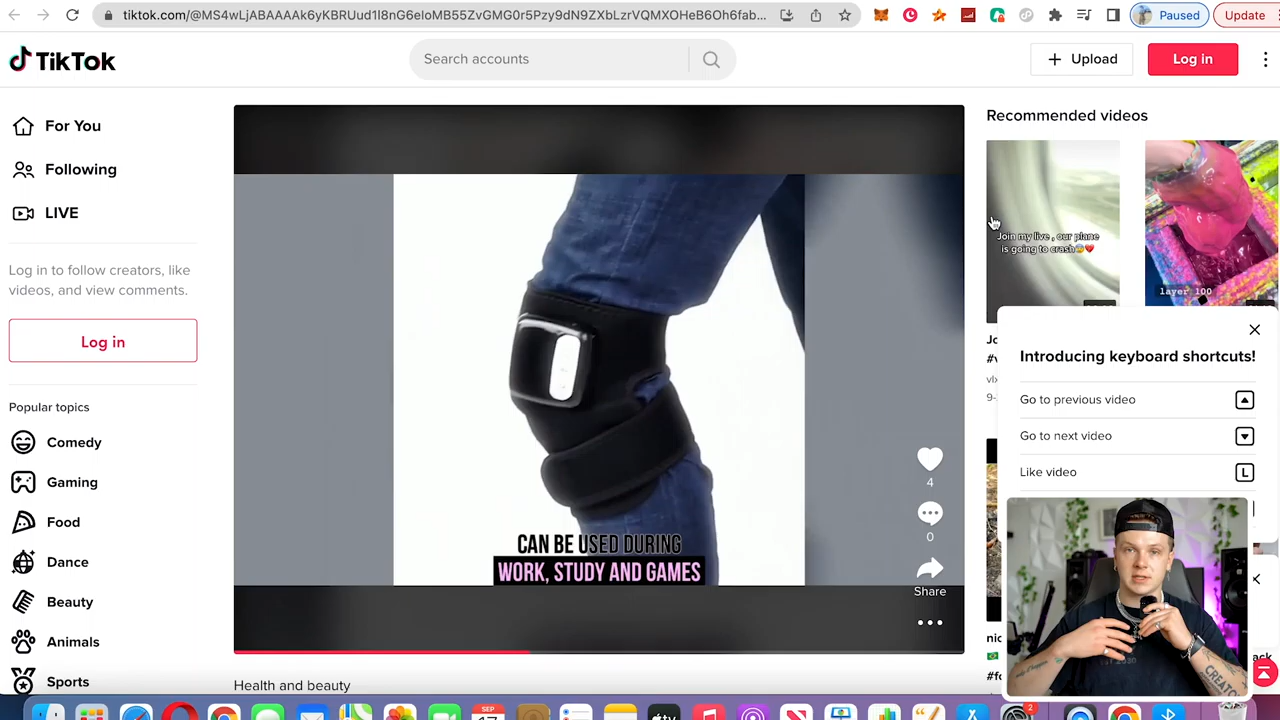 tiktok.com/@MS4wLjABAAAAk6yKBRUud1I8nG6eIoMB55ZvGMG0r5Pzy9dN9ZXbLzrVQMXOHeB6Oh6fab...
Paused
Update
TikTok
Search accounts
Upload
Log in
For You
Following
LIVE
Log in to follow creators, like
videos, and view comments.
Log in
Popular topics
Comedy
Gaming
Food
Dance
Beauty
Animals
Sports
CAN BE USED DURING
WORK, STUDY AND GAMES
4
0
Share
Health and beauty
Recommended videos
Join my live , our plane
is going to crash😨❤️
layer 100
Introducing keyboard shortcuts!
Go to previous video
Go to next video
Like video
L
SEP
2